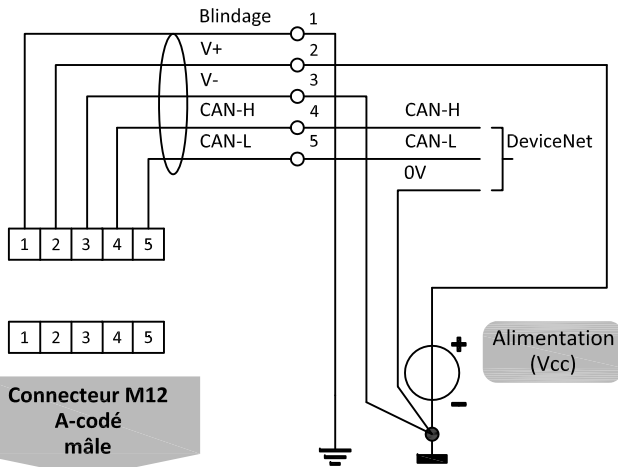 Blindage 1
V+ 2
V- 3
CAN-H 4 CAN-H
CAN-L 5 CAN-L DeviceNet
0V
1 2 3 4 5
1 2 3 4 5
+ Alimentation
(Vcc)
−
Connecteur M12
A-codé
mâle